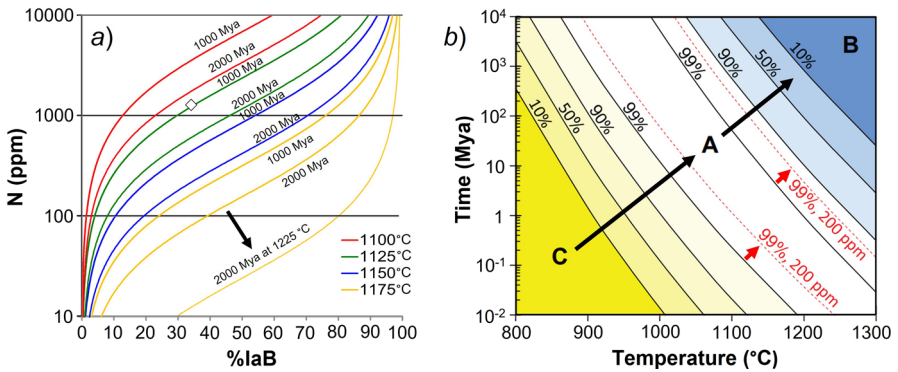 a)
10000
1000
100
10
N (ppm)
1000 Mya
2000 Mya
1000 Mya
2000 Mya
1000 Mya
2000 Mya
1000 Mya
2000 Mya
2000 Mya at 1225 °C
1100°C
1125°C
1150°C
1175°C
0 10 20 30 40 50 60 70 80 90 100
%IaB
b)
10⁴
10³
10²
10
1
10⁻¹
10⁻²
Time (Mya)
10%
50%
90%
99%
99%
90%
50%
10%
A
B
C
99%, 200 ppm
99%, 200 ppm
800 900 1000 1100 1200 1300
Temperature (°C)